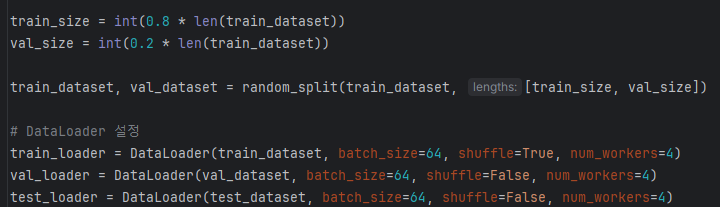 train_size = int(0.8 * len(train_dataset))
val_size = int(0.2 * len(train_dataset))
train_dataset, val_dataset = random_split(train_dataset, lengths: [train_size, val_size])
# DataLoader 설정
train_loader = DataLoader(train_dataset, batch_size=64, shuffle=True, num_workers=4)
val_loader = DataLoader(val_dataset, batch_size=64, shuffle=False, num_workers=4)
test_loader = DataLoader(test_dataset, batch_size=64, shuffle=False, num_workers=4)